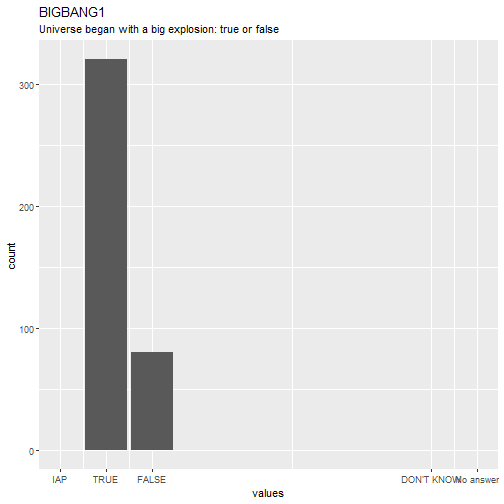 BIGBANG1
Universe began with a big explosion: true or false
count
300
200
100
0
IAP TRUE FALSE DON'T KNOW No answer
values